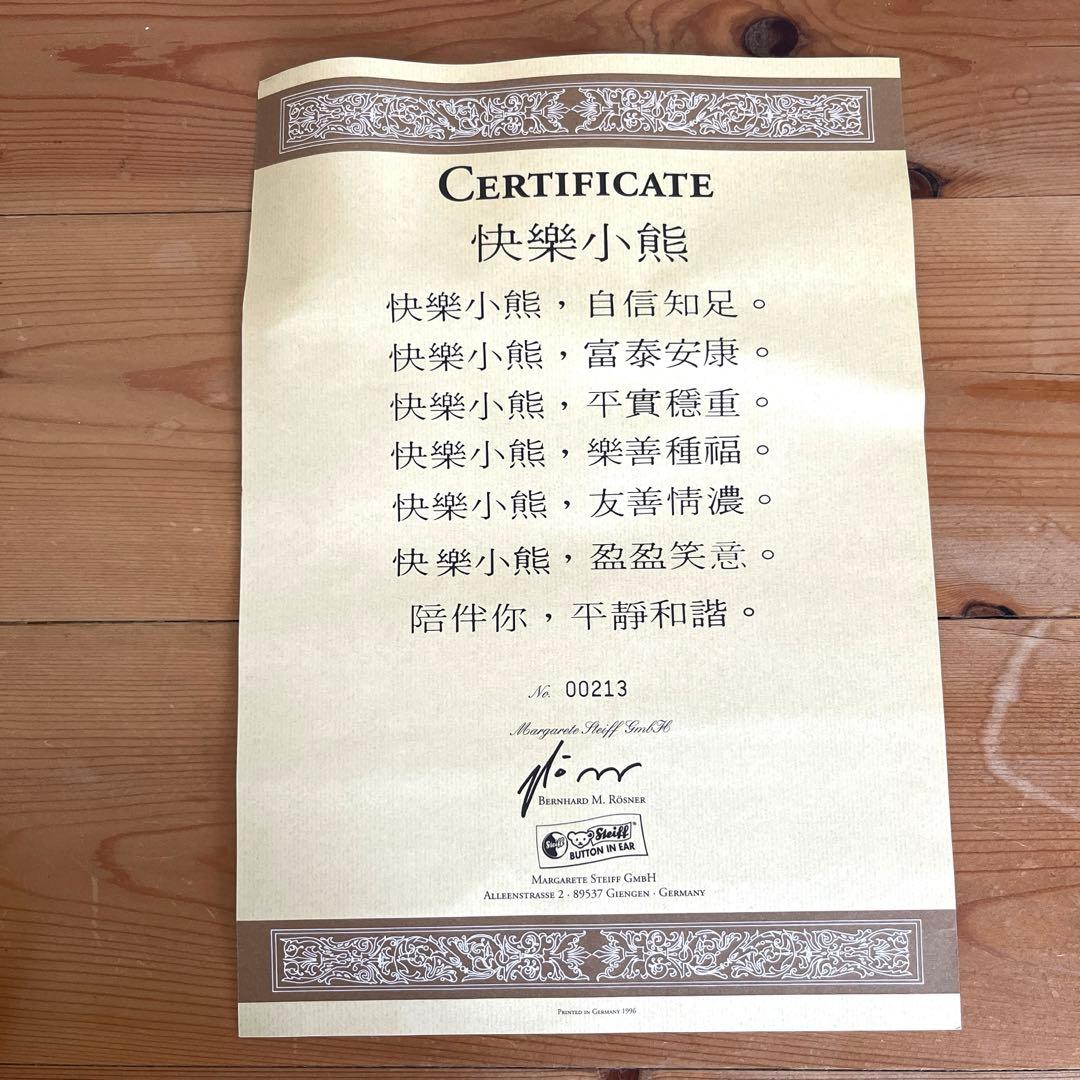 CERTIFICATE
快樂小熊
快樂小熊，自信知足。
快樂小熊，富泰安康。
快樂小熊，平實穩重。
快樂小熊，樂善種福。
快樂小熊，友善情濃。
快樂小熊，盈盈笑意。
陪伴你，平靜和諧。
No. 00213
Margarete Steiff GmbH
BERNHARD M. RÖSNER
Steiff Steiff®
BUTTON IN EAR
MARGARETE STEIFF GMBH
ALLEENSTRASSE 2 · 89537 GIENGEN · GERMANY
PRINTED IN GERMANY 1996